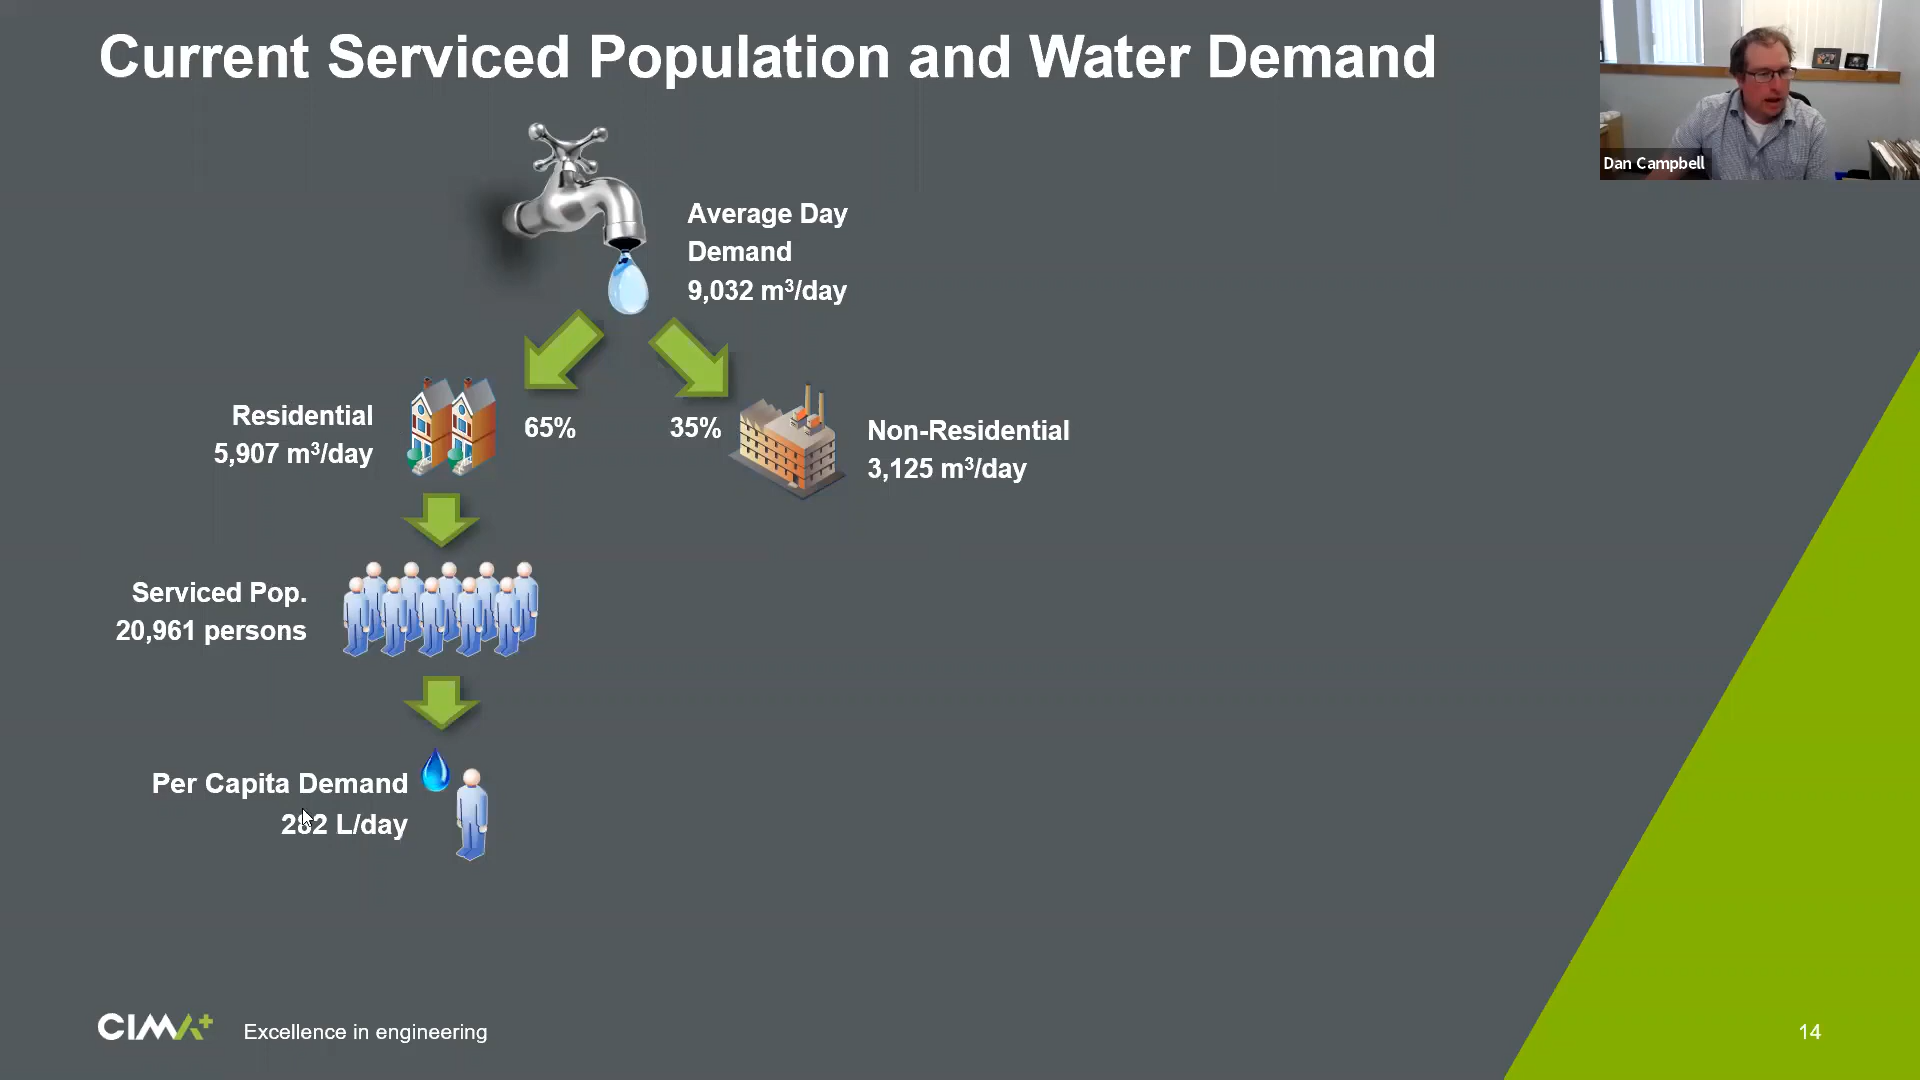 Current Serviced Population and Water Demand
Dan Campbell
Average Day
Demand
9,032 m³/day
65%
35%
Residential
5,907 m³/day
Non-Residential
3,125 m³/day
Serviced Pop.
20,961 persons
Per Capita Demand
282 L/day
CIMA+
Excellence in engineering
14